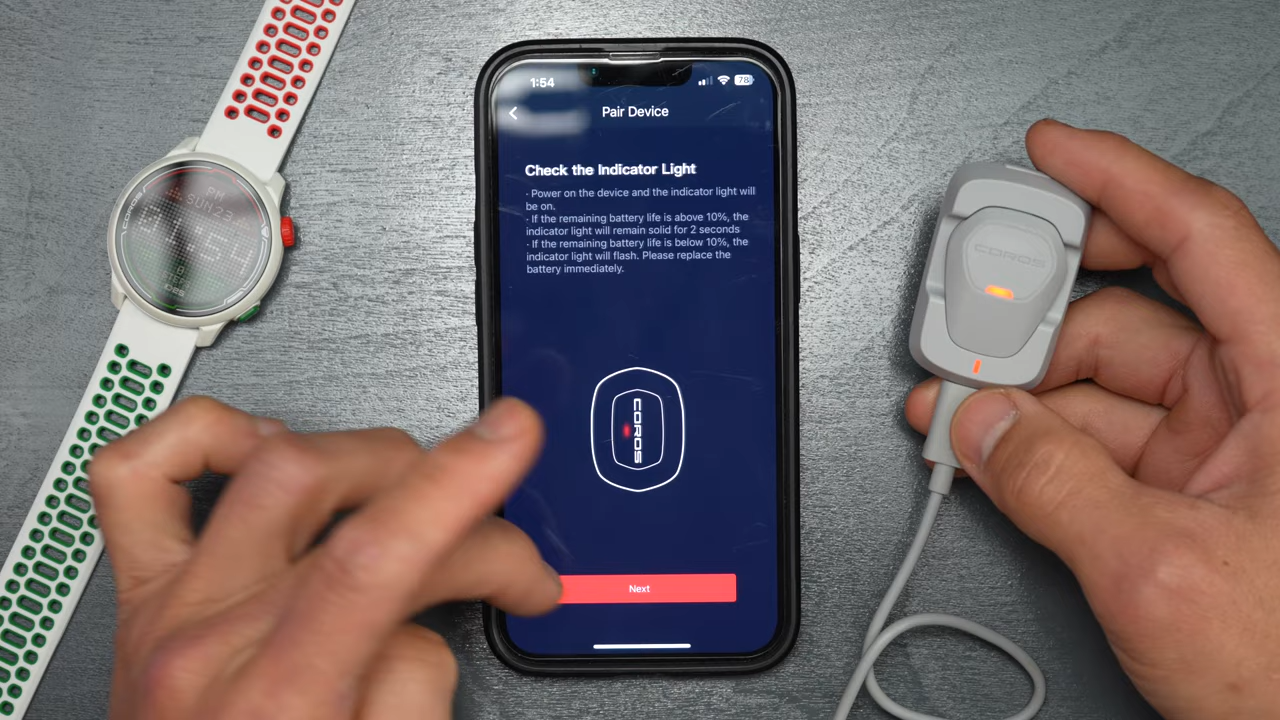 1:54
78
Pair Device
Check the Indicator Light
· Power on the device and the indicator light will
be on.
· If the remaining battery life is above 10%, the
indicator light will remain solid for 2 seconds
· If the remaining battery life is below 10%, the
indicator light will flash. Please replace the
battery immediately.
COROS
Next
COROS
COROS
PM
SUN23